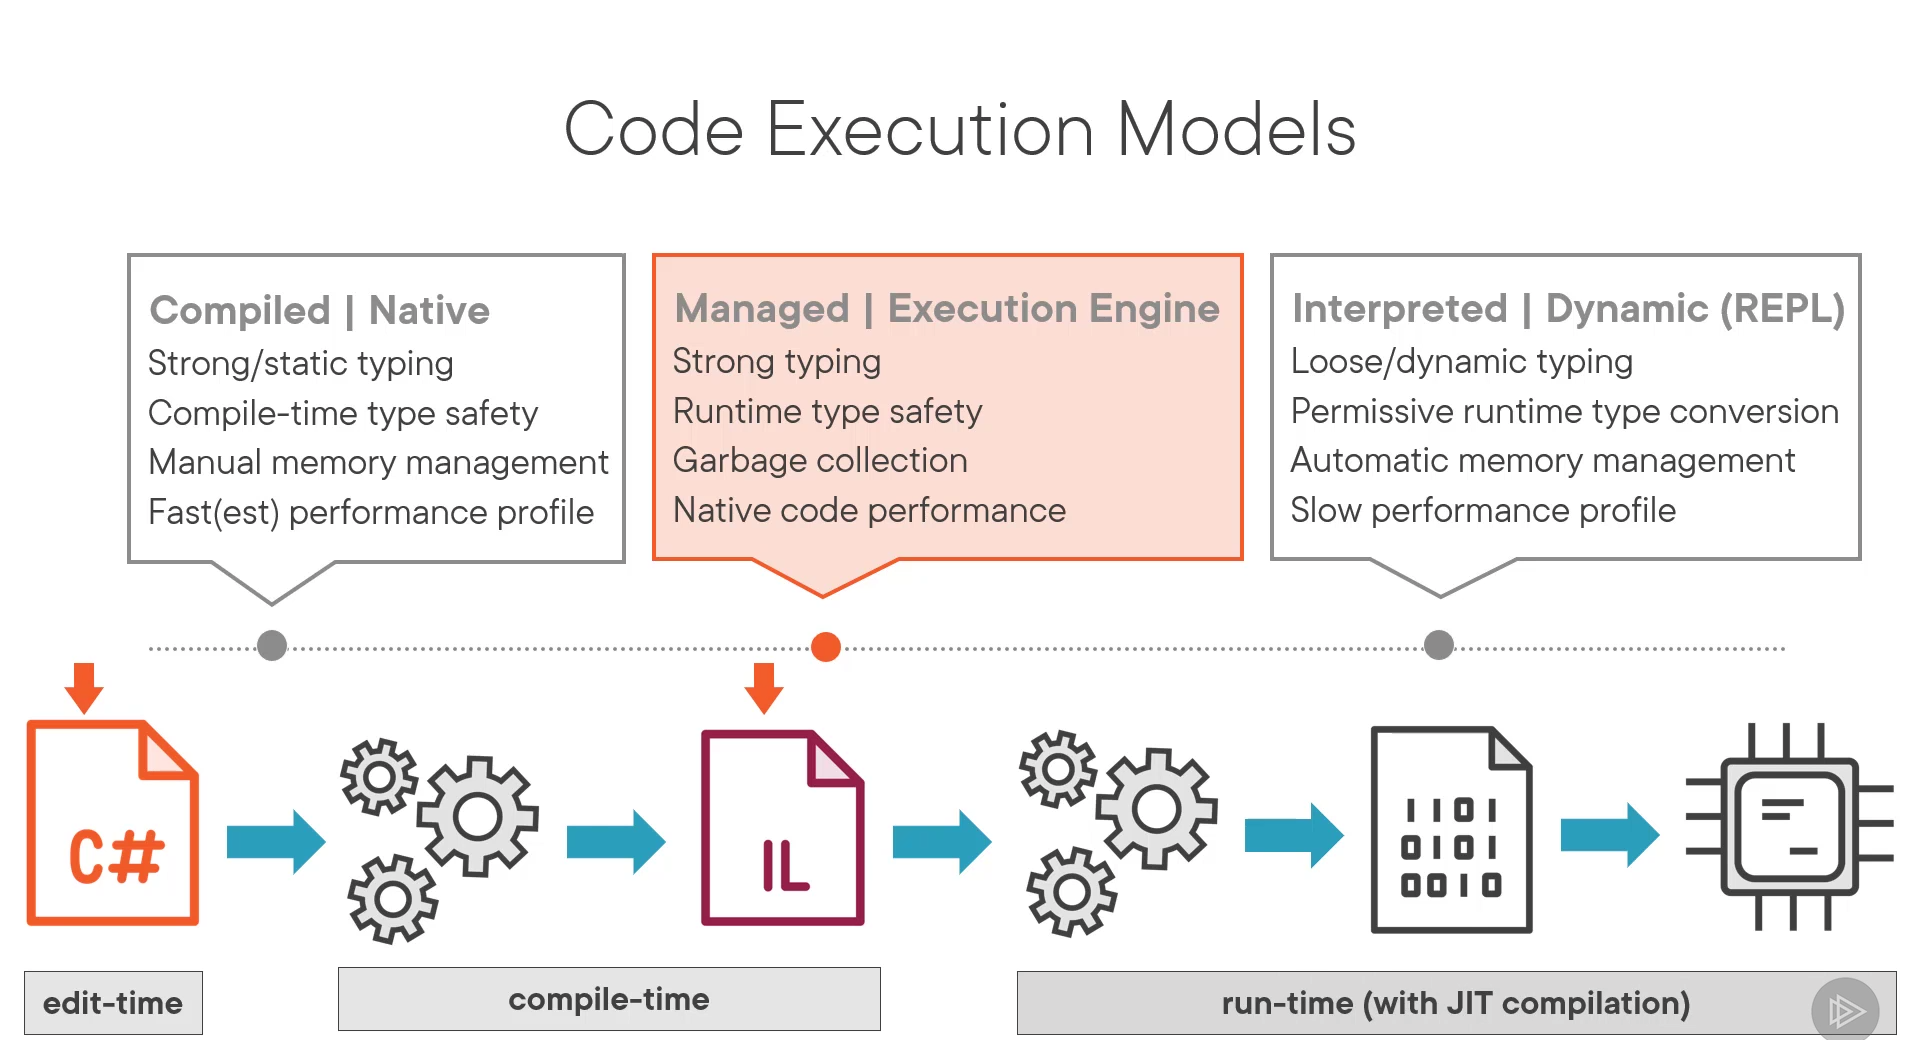 Code Execution Models
Compiled | Native
Strong/static typing
Compile-time type safety
Manual memory management
Fast(est) performance profile
Managed | Execution Engine
Strong typing
Runtime type safety
Garbage collection
Native code performance
Interpreted | Dynamic (REPL)
Loose/dynamic typing
Permissive runtime type conversion
Automatic memory management
Slow performance profile
C#
IL
1101
0101
0010
edit-time
compile-time
run-time (with JIT compilation)